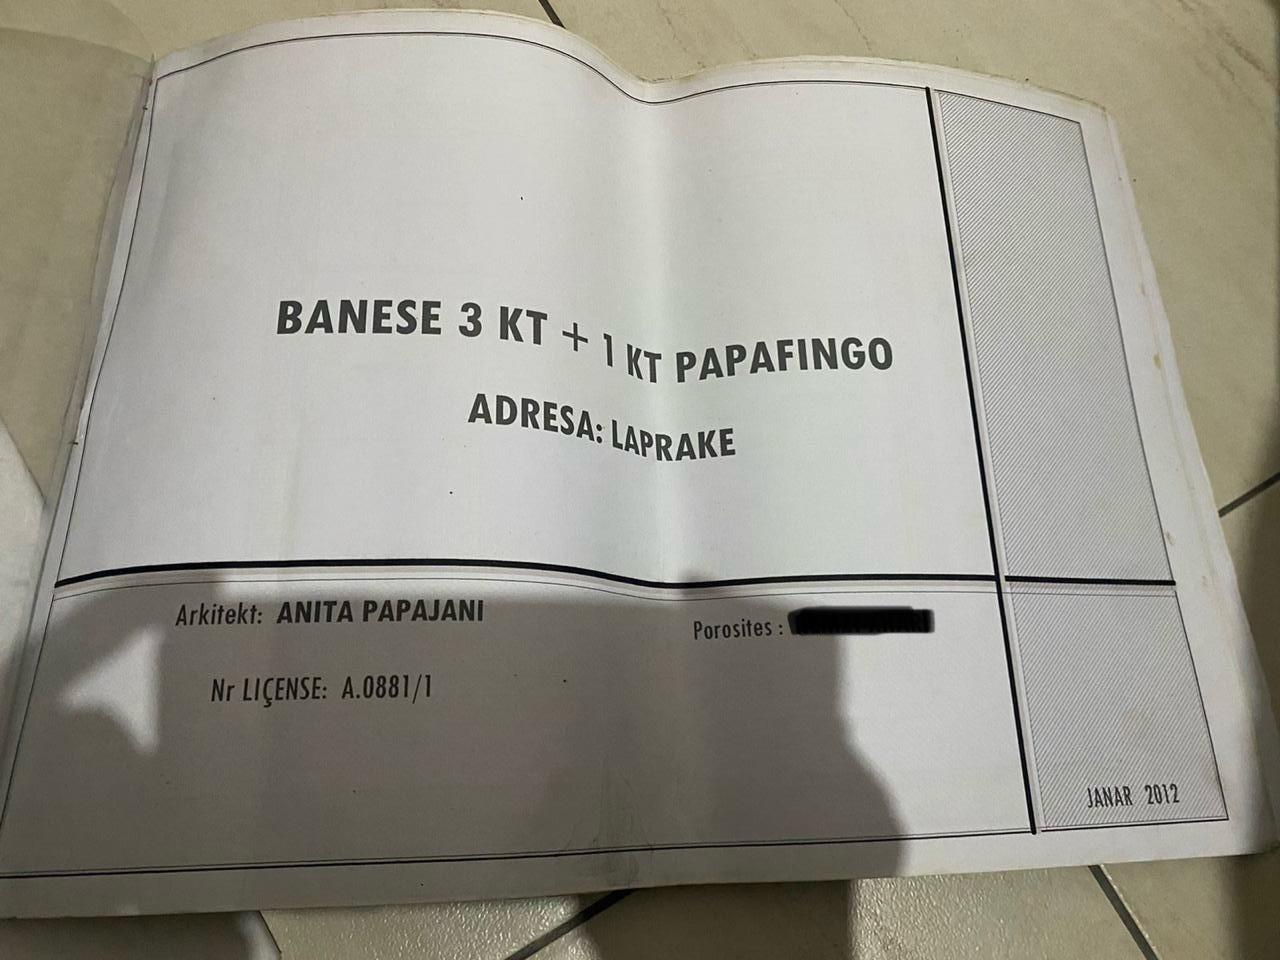 BANESE 3 KT + 1 KT PAPAFINGO
ADRESA: LAPRAKE
Arkitekt: ANITA PAPAJANI
Porosites :
Nr LIÇENSE: A.0881/1
JANAR 2012